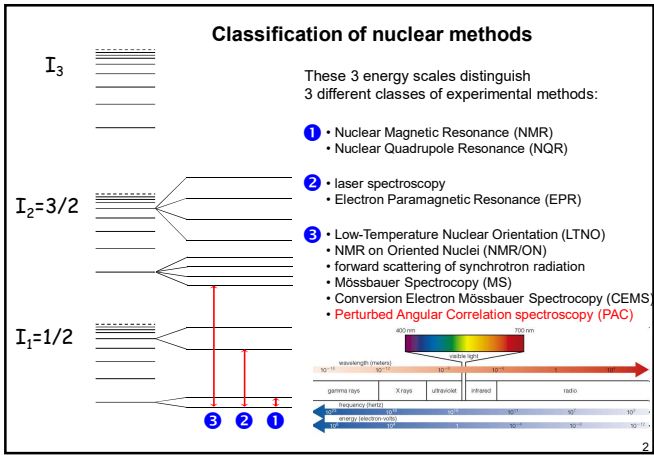 Classification of nuclear methods
I₃
These 3 energy scales distinguish
3 different classes of experimental methods:
1 • Nuclear Magnetic Resonance (NMR)
• Nuclear Quadrupole Resonance (NQR)
I₂=3/2
2 • laser spectroscopy
• Electron Paramagnetic Resonance (EPR)
3 • Low-Temperature Nuclear Orientation (LTNO)
• NMR on Oriented Nuclei (NMR/ON)
• forward scattering of synchrotron radiation
• Mössbauer Spectrocopy (MS)
• Conversion Electron Mössbauer Spectrocopy (CEMS)
• Perturbed Angular Correlation spectroscopy (PAC)
I₁=1/2
400 nm 700 nm
visible light
wavelength (meters)
1
gamma rays X rays ultraviolet infrared radio
frequency (hertz)
energy (electron-volts)
1
3 2 1
2